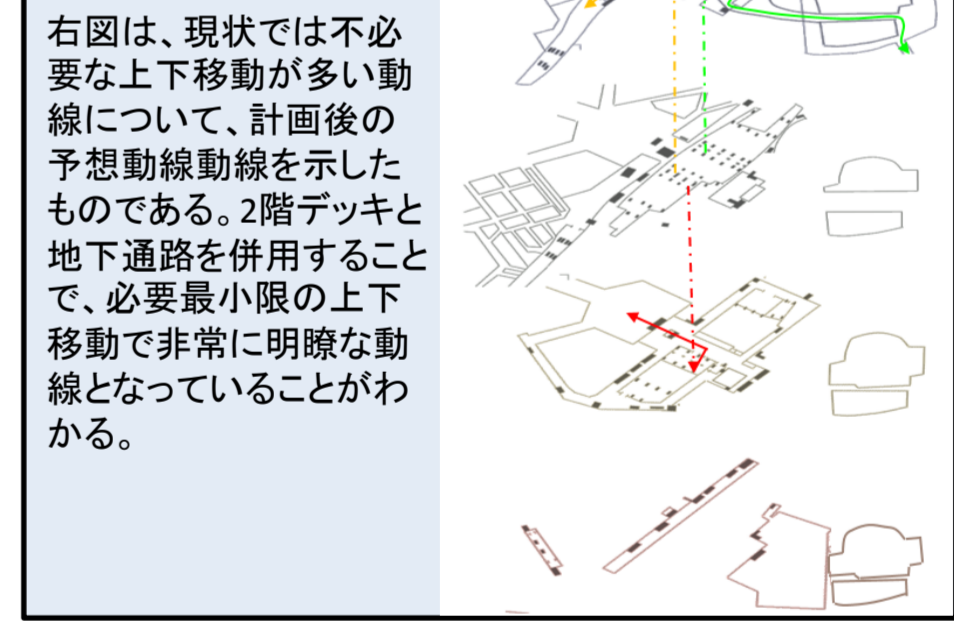 右図は、現状では不必
要な上下移動が多い動
線について、計画後の
予想動線動線を示した
ものである。2階デッキと
地下通路を併用すること
で、必要最小限の上下
移動で非常に明瞭な動
線となっていることがわ
かる。